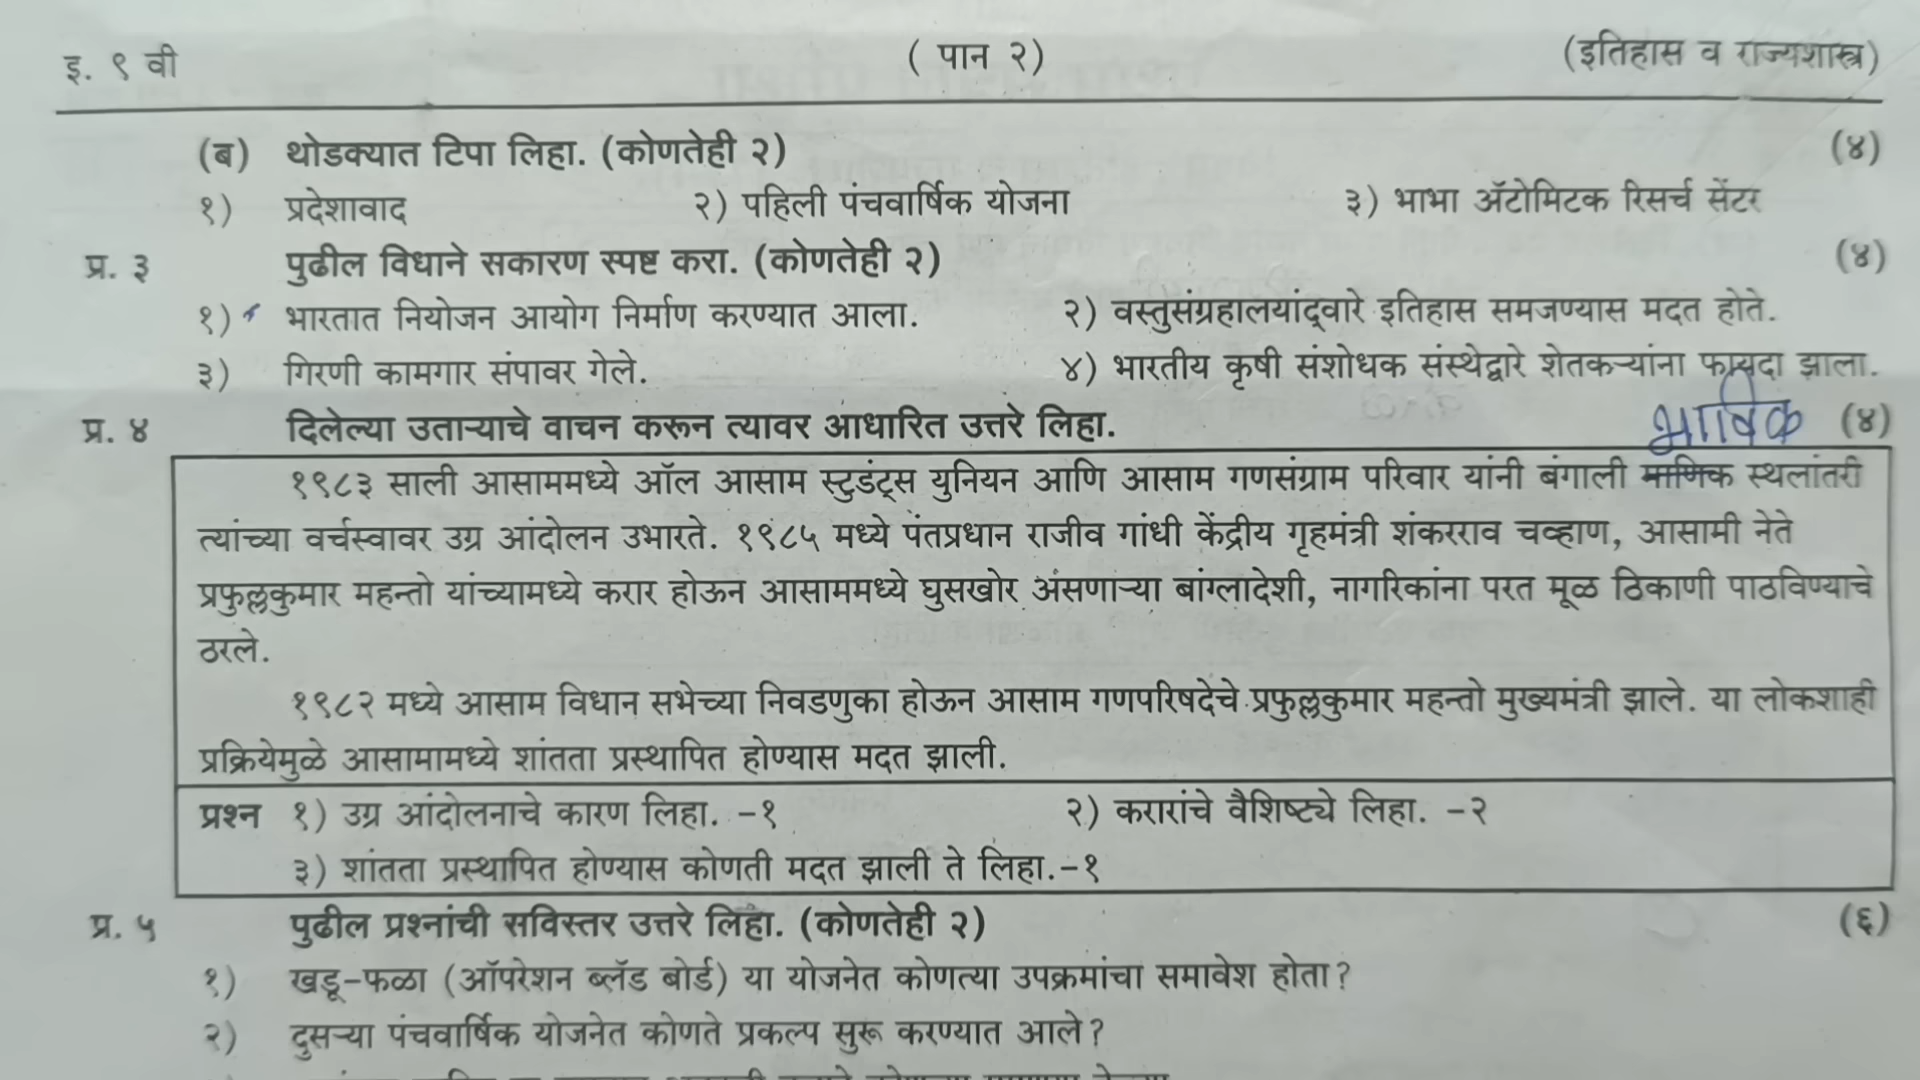 इ. ९ वी ( पान २) (इतिहास व राज्यशास्त्र)
(ब) थोडक्यात टिपा लिहा. (कोणतेही २) (४)
१) प्रदेशावाद २) पहिली पंचवार्षिक योजना ३) भाभा ॲटोमिटक रिसर्च सेंटर
प्र. ३ पुढील विधाने सकारण स्पष्ट करा. (कोणतेही २) (४)
१) भारतात नियोजन आयोग निर्माण करण्यात आला. २) वस्तुसंग्रहालयांद्वारे इतिहास समजण्यास मदत होते.
३) गिरणी कामगार संपावर गेले. ४) भारतीय कृषी संशोधक संस्थेद्वारे शेतकऱ्यांना फायदा झाला.
प्र. ४ दिलेल्या उताऱ्याचे वाचन करून त्यावर आधारित उत्तरे लिहा. भाषिक (४)
१९८३ साली आसाममध्ये ऑल आसाम स्टुडंट्स युनियन आणि आसाम गणसंग्राम परिवार यांनी बंगाली माणिक स्थलांतरी
त्यांच्या वर्चस्वावर उग्र आंदोलन उभारते. १९८५ मध्ये पंतप्रधान राजीव गांधी केंद्रीय गृहमंत्री शंकरराव चव्हाण, आसामी नेते
प्रफुल्लकुमार महन्तो यांच्यामध्ये करार होऊन आसाममध्ये घुसखोर अंसणाऱ्या बांग्लादेशी, नागरिकांना परत मूळ ठिकाणी पाठविण्याचे
ठरले.
१९८२ मध्ये आसाम विधान सभेच्या निवडणुका होऊन आसाम गणपरिषदेचे प्रफुल्लकुमार महन्तो मुख्यमंत्री झाले. या लोकशाही
प्रक्रियेमुळे आसामामध्ये शांतता प्रस्थापित होण्यास मदत झाली.
प्रश्न १) उग्र आंदोलनाचे कारण लिहा. -१ २) करारांचे वैशिष्ट्ये लिहा. -२
३) शांतता प्रस्थापित होण्यास कोणती मदत झाली ते लिहा.-१
प्र. ५ पुढील प्रश्नांची सविस्तर उत्तरे लिहा. (कोणतेही २) (६)
१) खडू-फळा (ऑपरेशन ब्लॅड बोर्ड) या योजनेत कोणत्या उपक्रमांचा समावेश होता?
२) दुसऱ्या पंचवार्षिक योजनेत कोणते प्रकल्प सुरू करण्यात आले?